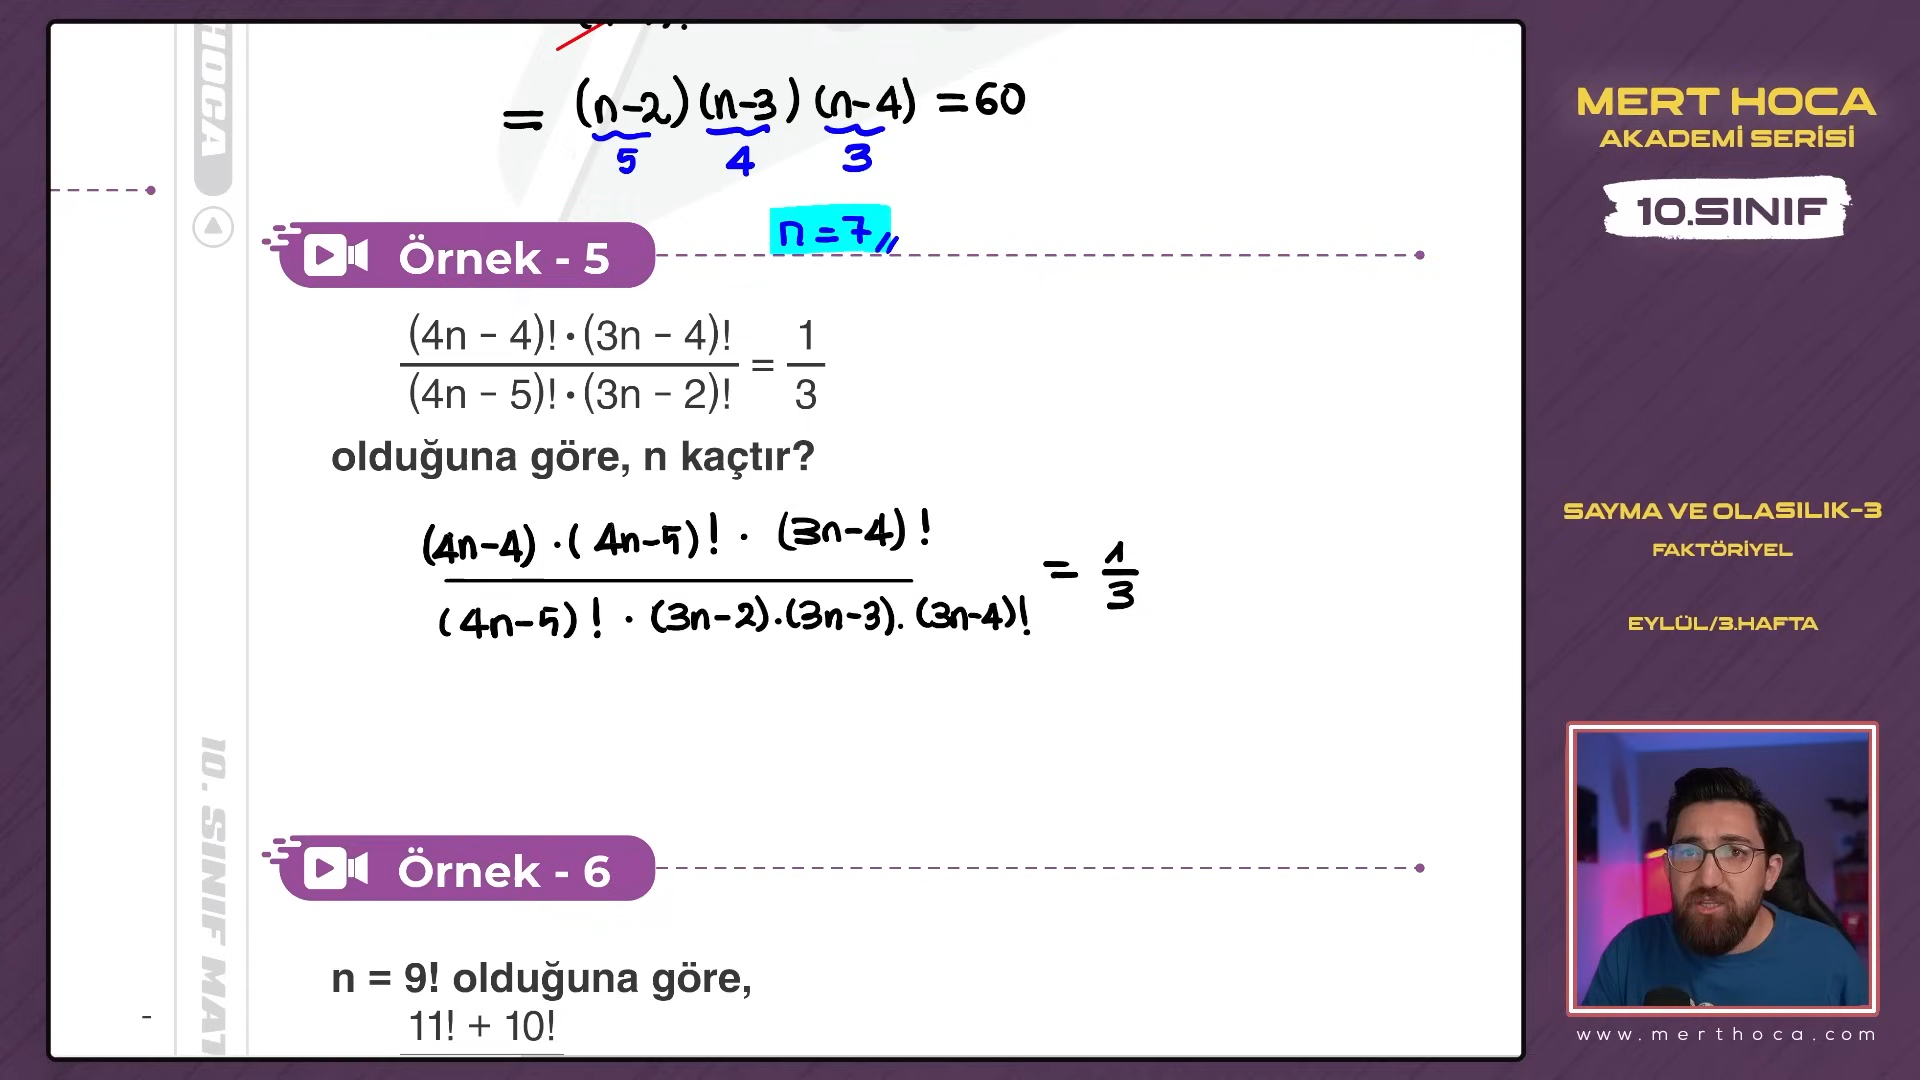 = (n-2)(n-3)(n-4) = 60
5 4 3
n = 7
Örnek - 5
(4n - 4)! · (3n - 4)!
(4n - 5)! · (3n - 2)!
= 1
3
olduğuna göre, n kaçtır?
(4n-4) · (4n-5)! · (3n-4)!
(4n-5)! · (3n-2)·(3n-3)·(3n-4)!
= 1
3
Örnek - 6
n = 9! olduğuna göre,
11! + 10!
HOCA
10. SINIF MAT
MERT HOCA
AKADEMİ SERİSİ
10.SINIF
SAYMA VE OLASILIK-3
FAKTÖRİYEL
EYLÜL/3.HAFTA
www.merthoca.com